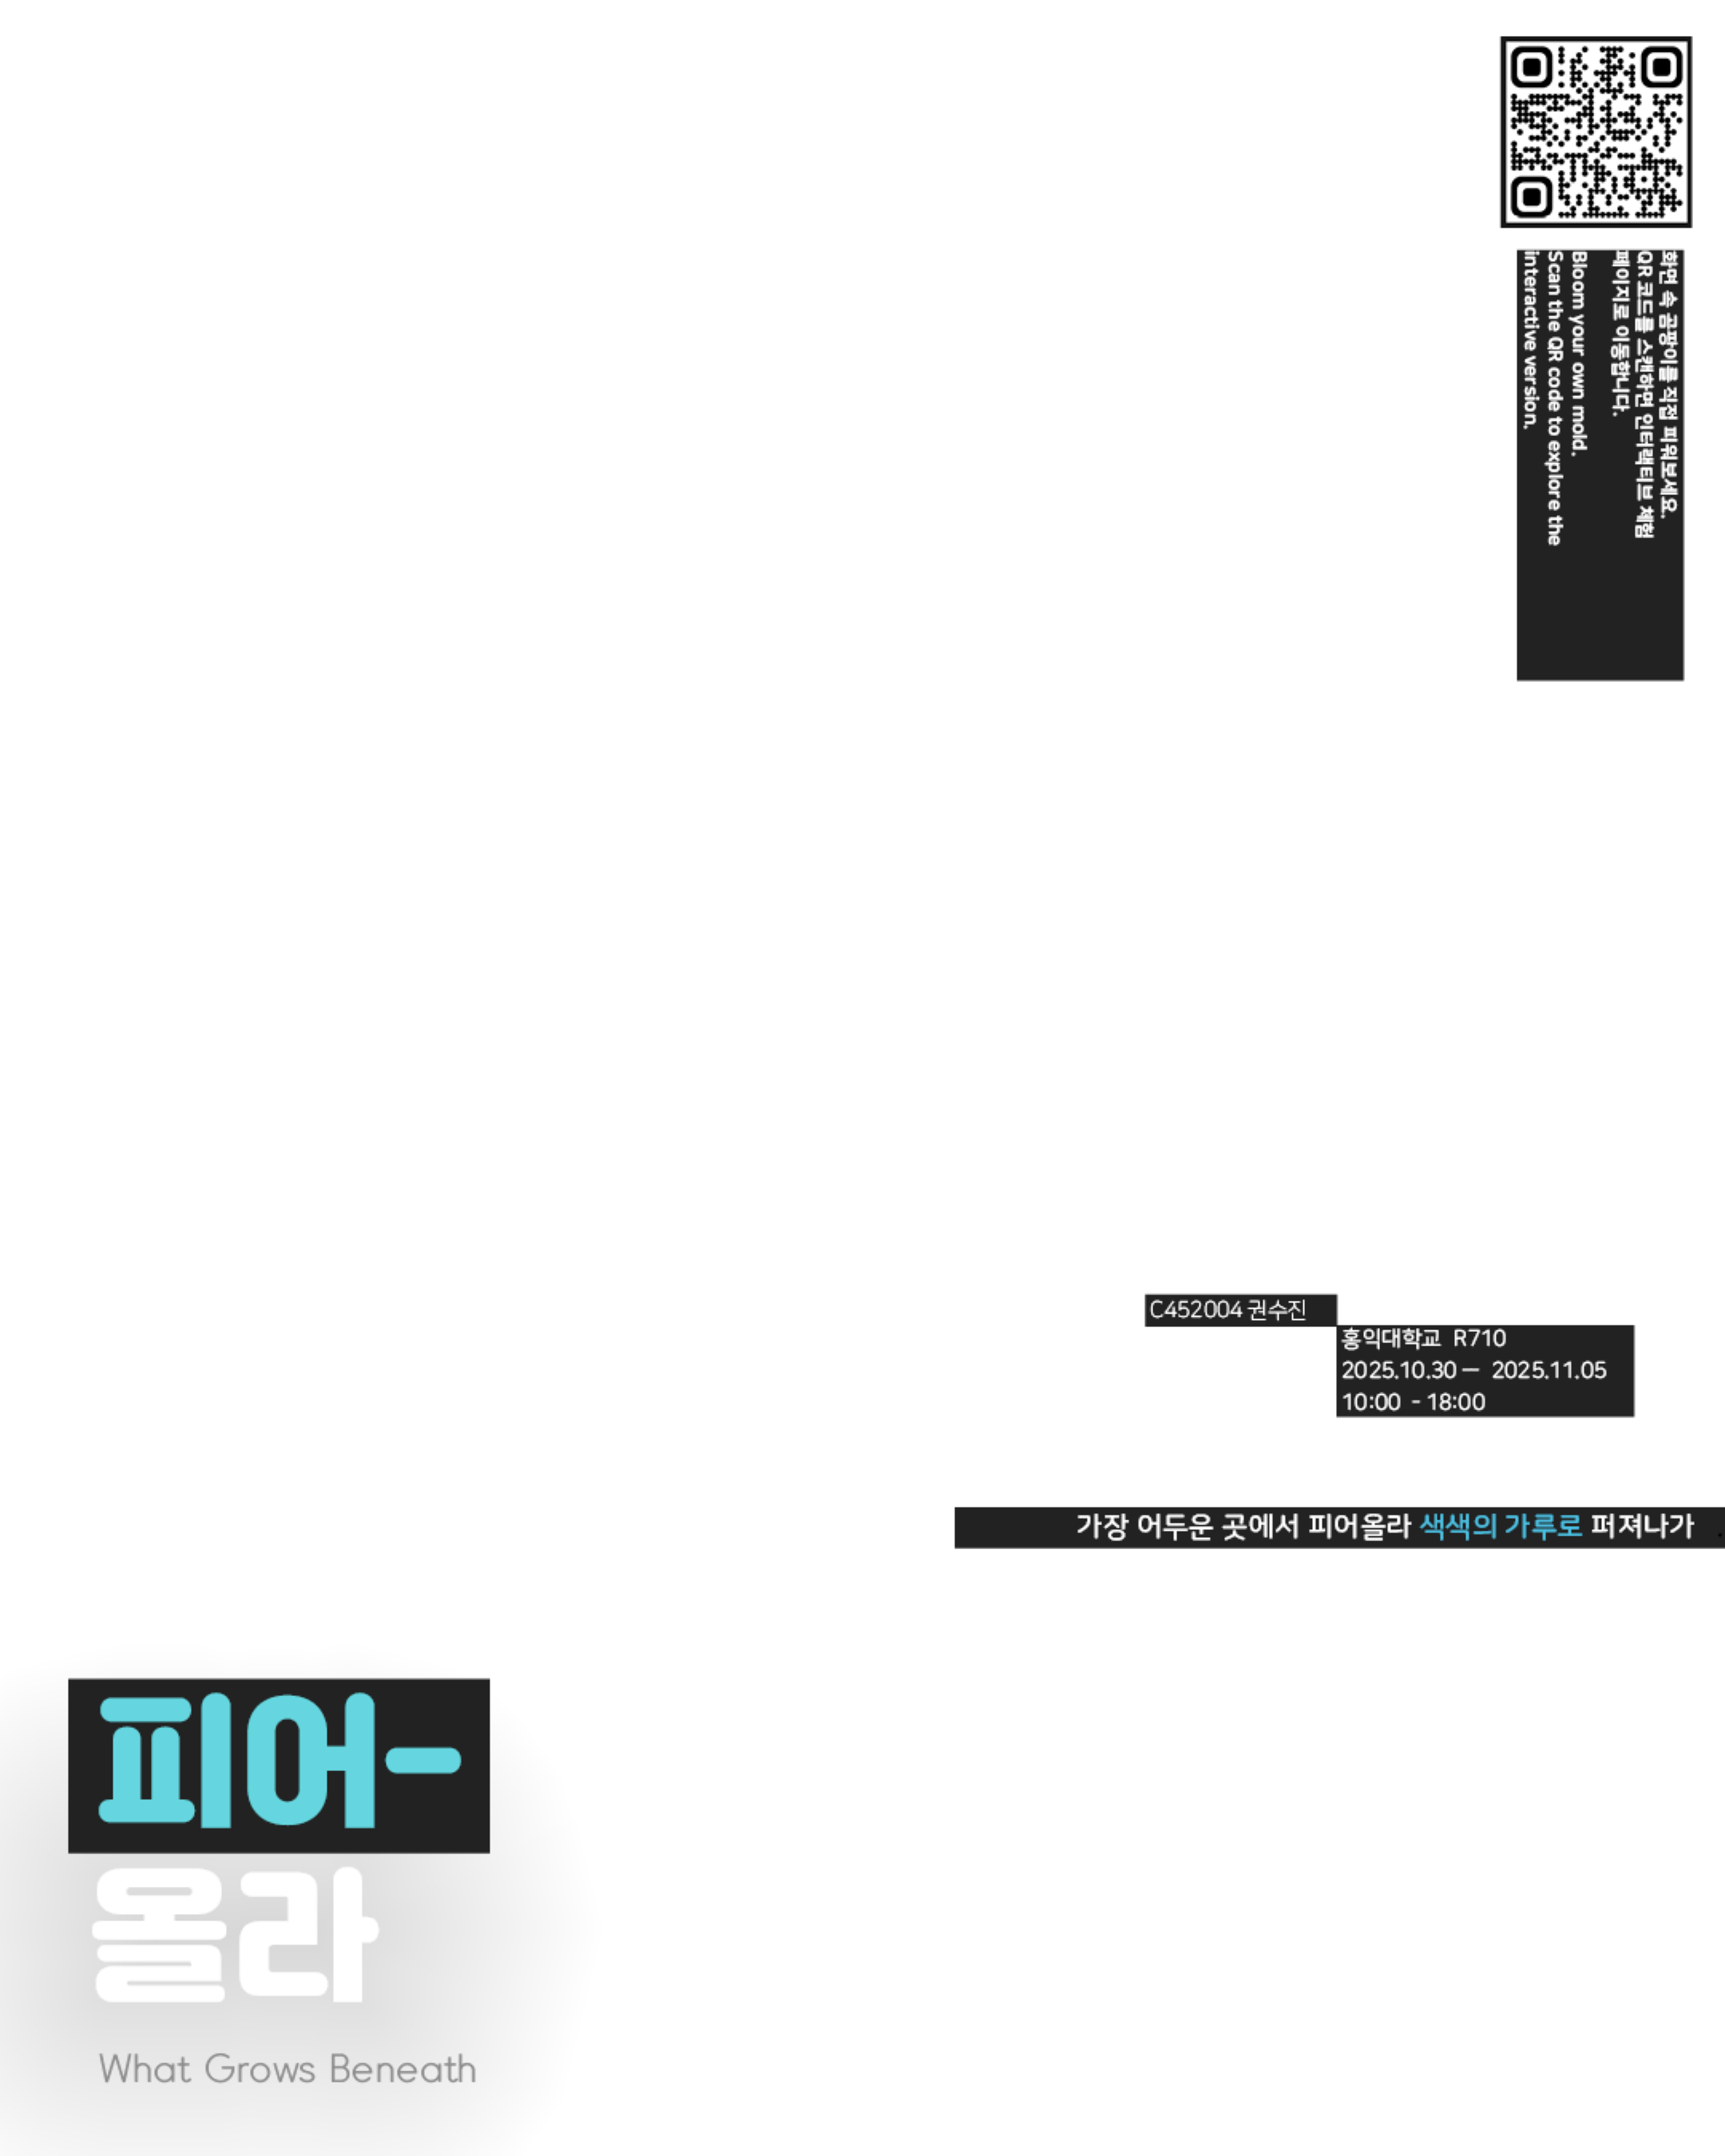 화면 속 곰팡이를 직접 피워보세요.
QR 코드를 스캔하면 인터랙티브 체험
페이지로 이동합니다.
Bloom your own mold.
Scan the QR code to explore the
interactive version.
C452004 권수진
홍익대학교 R710
2025.10.30 — 2025.11.05
10:00 - 18:00
가장 어두운 곳에서 피어올라 색색의 가루로 퍼져나가
피어-
올라
What Grows Beneath